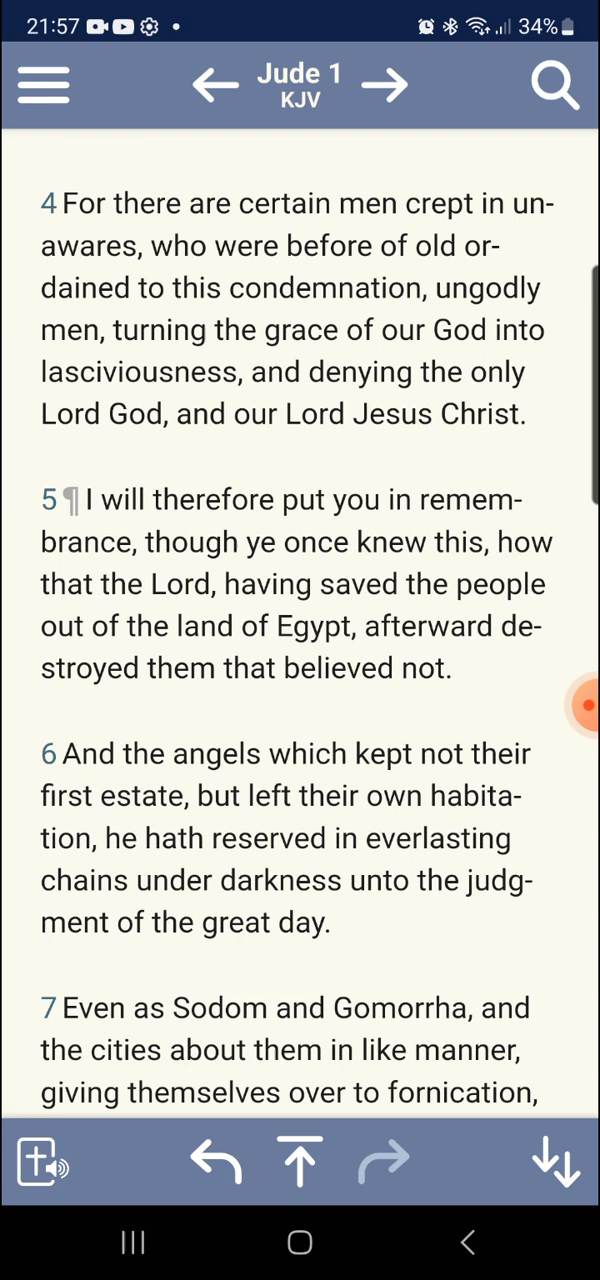 21:57 34%
Jude 1
KJV
4 For there are certain men crept in un-
awares, who were before of old or-
dained to this condemnation, ungodly
men, turning the grace of our God into
lasciviousness, and denying the only
Lord God, and our Lord Jesus Christ.
5 ¶ I will therefore put you in remem-
brance, though ye once knew this, how
that the Lord, having saved the people
out of the land of Egypt, afterward de-
stroyed them that believed not.
6 And the angels which kept not their
first estate, but left their own habita-
tion, he hath reserved in everlasting
chains under darkness unto the judg-
ment of the great day.
7 Even as Sodom and Gomorrha, and
the cities about them in like manner,
giving themselves over to fornication,